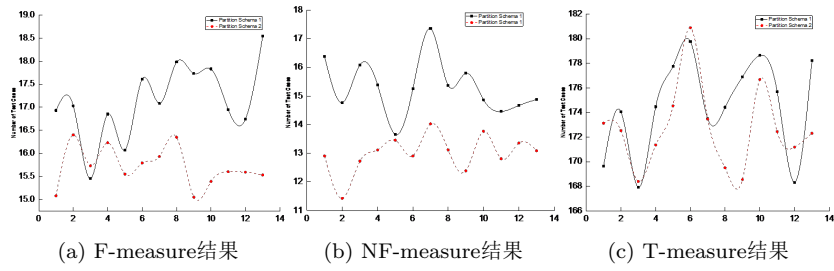 Partition Schema 1
Partition Schema 2
Number of Test Cases
19.0
18.5
18.0
17.5
17.0
16.5
16.0
15.5
15.0
0 2 4 6 8 10 12 14
(a) F-measure结果
Partition Schema 1
Partition Schema 1
Number of Test Cases
18
17
16
15
14
13
12
11
0 2 4 6 8 10 12 14
(b) NF-measure结果
Partition Schema 1
Partition Schema 2
Number of Test Cases
182
180
178
176
174
172
170
168
166
0 2 4 6 8 10 12 14
(c) T-measure结果